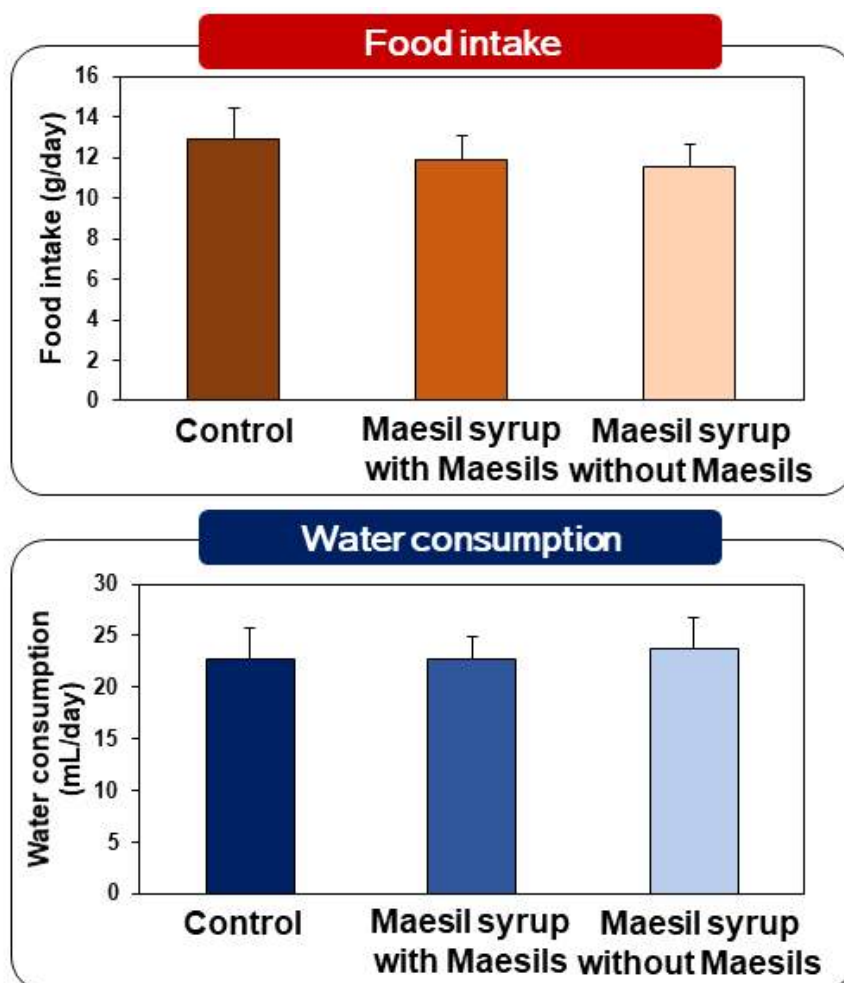 Food intake
Food intake (g/day)
16
14
12
10
8
6
4
2
0
Control
Maesil syrup
with Maesils
Maesil syrup
without Maesils
Water consumption
Water consumption
(mL/day)
30
25
20
15
10
5
0
Control
Maesil syrup
with Maesils
Maesil syrup
without Maesils